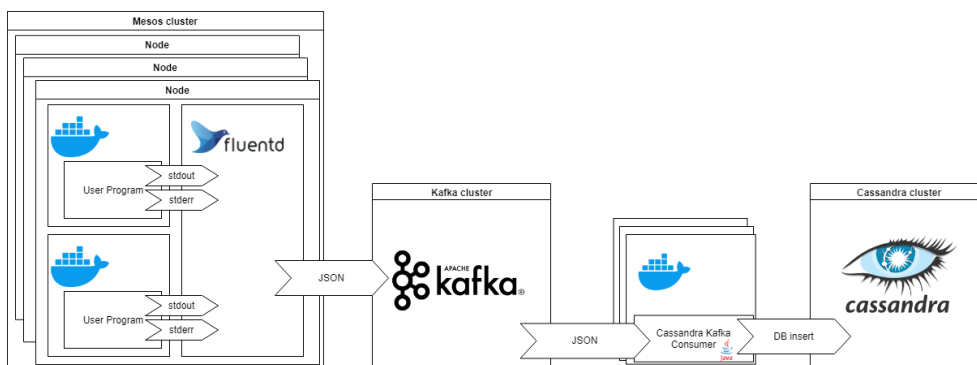 Mesos cluster
Node
Node
Node
fluentd
User Program
stdout
stderr
User Program
stdout
stderr
JSON
Kafka cluster
APACHE
kafka®
JSON
Cassandra Kafka
Consumer
Java
DB insert
Cassandra cluster
cassandra